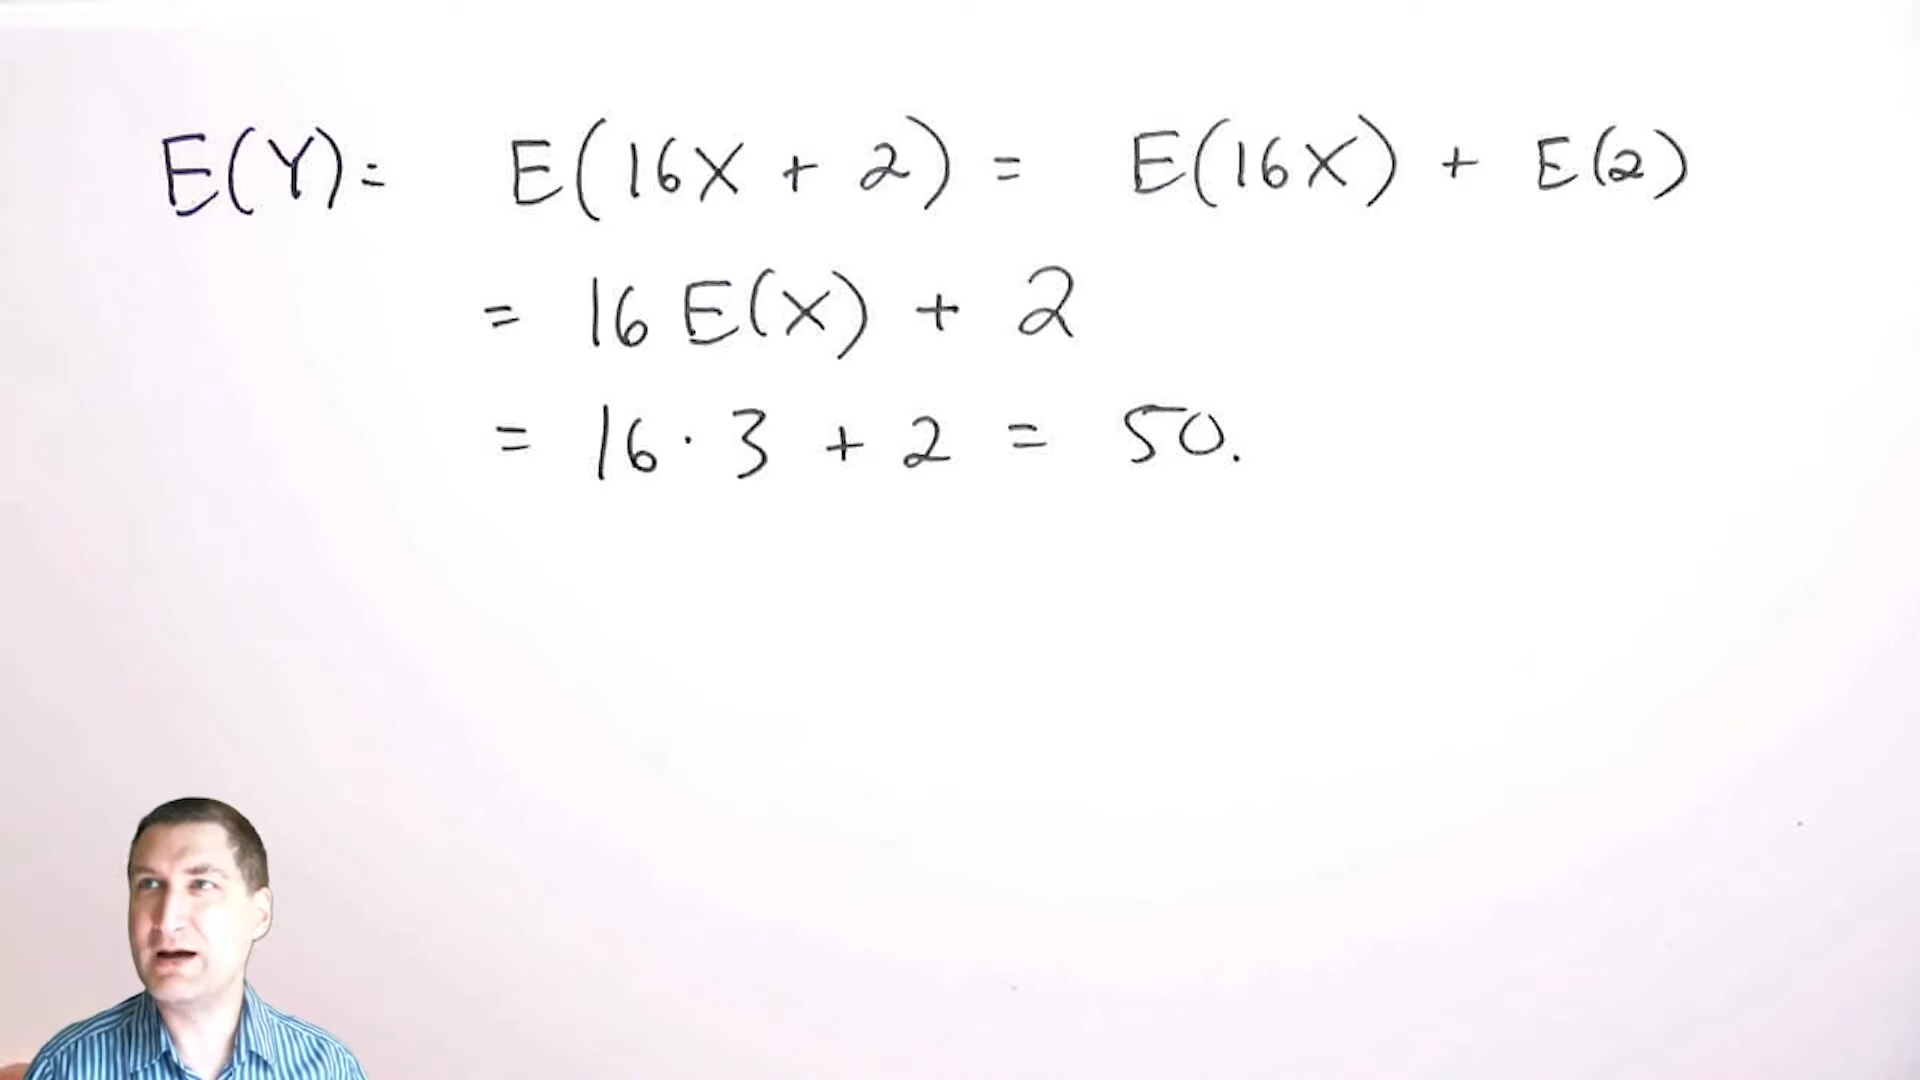 E(Y)= E(16X + 2) = E(16X) + E(2)
= 16 E(X) + 2
= 16 · 3 + 2 = 50.